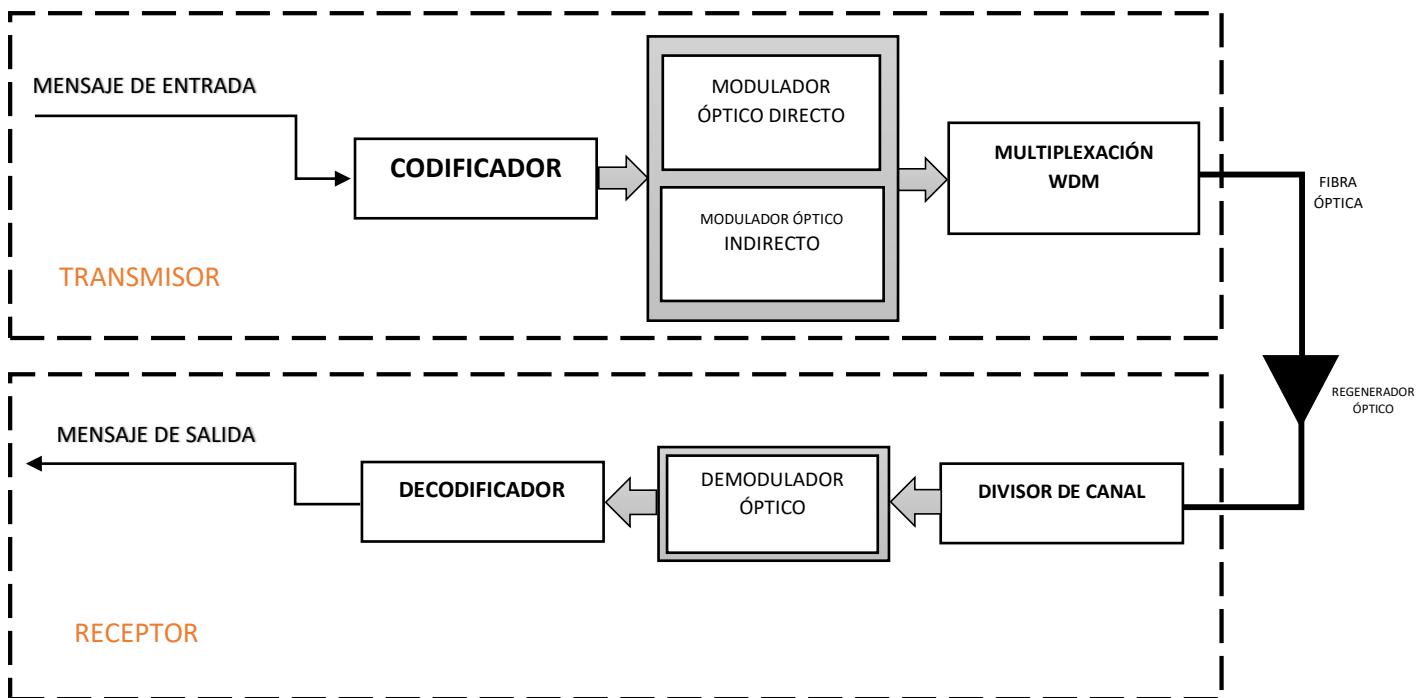 MENSAJE DE ENTRADA
CODIFICADOR
MODULADOR
ÓPTICO DIRECTO
MODULADOR ÓPTICO
INDIRECTO
MULTIPLEXACIÓN
WDM
FIBRA
ÓPTICA
TRANSMISOR
REGENERADOR
ÓPTICO
MENSAJE DE SALIDA
DECODIFICADOR
DEMODULADOR
ÓPTICO
DIVISOR DE CANAL
RECEPTOR